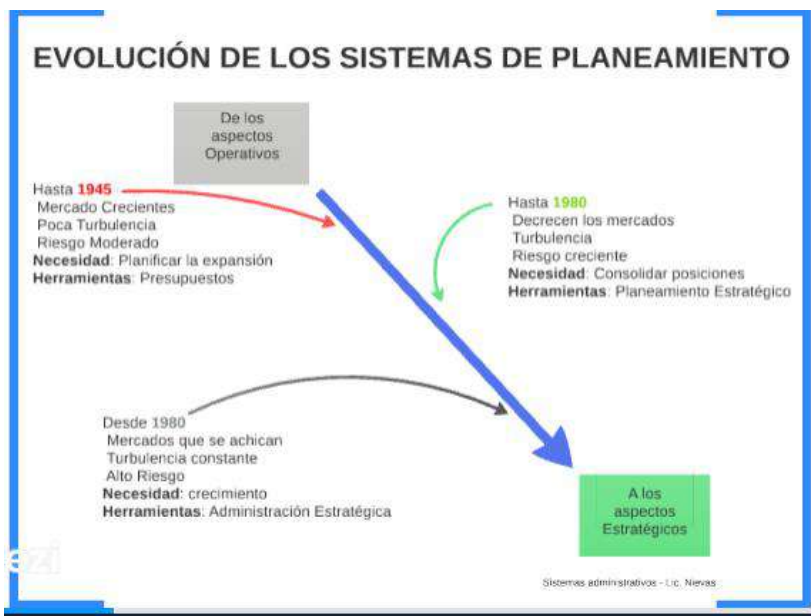 EVOLUCIÓN DE LOS SISTEMAS DE PLANEAMIENTO
De los
aspectos
Operativos
Hasta 1945
Mercado Crecientes
Poca Turbulencia
Riesgo Moderado
Necesidad: Planificar la expansión
Herramientas: Presupuestos
Hasta 1980
Decrecen los mercados
Turbulencia
Riesgo creciente
Necesidad: Consolidar posiciones
Herramientas: Planeamiento Estratégico
Desde 1980
Mercados que se achican
Turbulencia constante
Alto Riesgo
Necesidad: crecimiento
Herramientas: Administración Estratégica
A los
aspectos
Estratégicos
ezi
Sistemas administrativos - Lic. Nievas